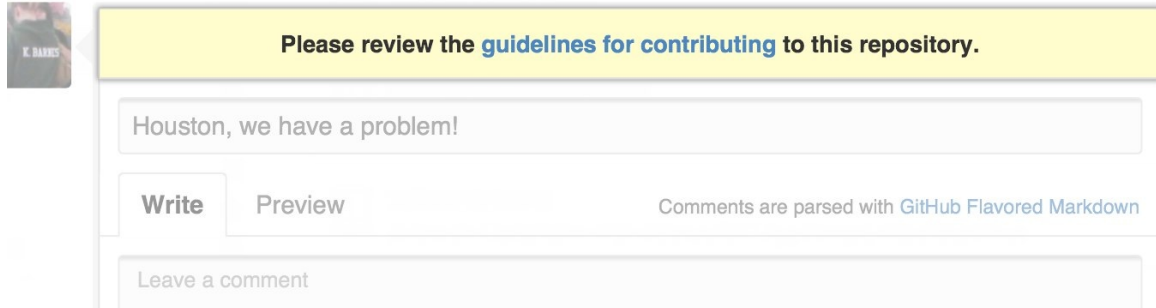 K. BARNES
Please review the guidelines for contributing to this repository.
Houston, we have a problem!
Write Preview Comments are parsed with GitHub Flavored Markdown
Leave a comment